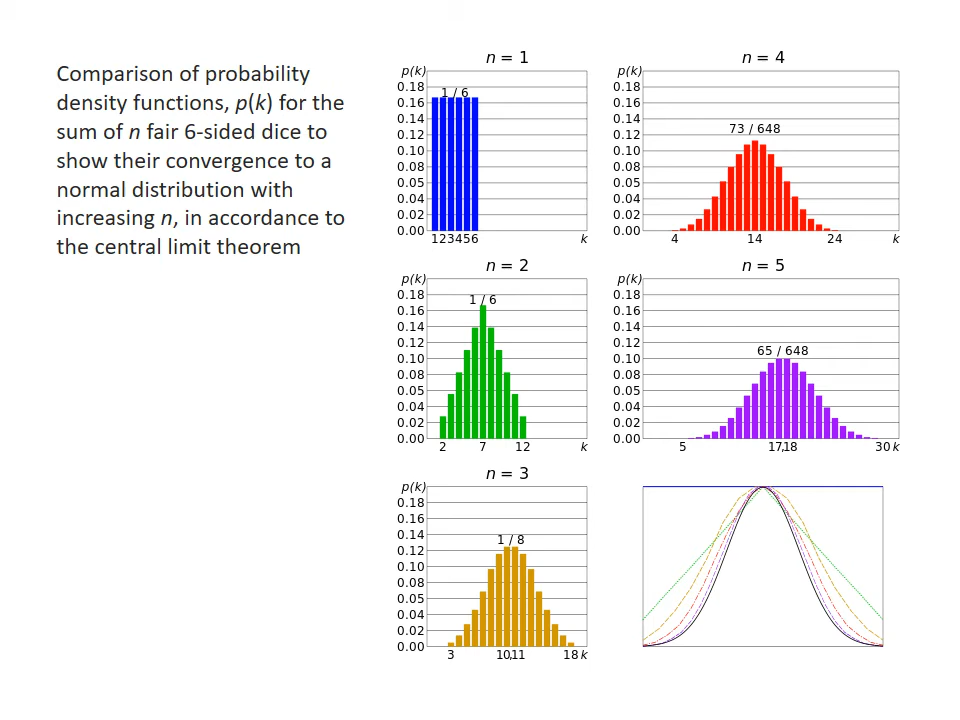 Comparison of probability
density functions, p(k) for the
sum of n fair 6-sided dice to
show their convergence to a
normal distribution with
increasing n, in accordance to
the central limit theorem
n = 1
p(k)
0.18
1 / 6
0.16
0.14
0.12
0.10
0.08
0.05
0.04
0.02
0.00
123456 k
n = 2
p(k)
0.18
1 / 6
0.16
0.14
0.12
0.10
0.08
0.05
0.04
0.02
0.00
2 7 12 k
n = 3
p(k)
0.18
0.16
0.14
1 / 8
0.12
0.10
0.08
0.05
0.04
0.02
0.00
3 10,11 18 k
n = 4
p(k)
0.18
0.16
0.14
73 / 648
0.12
0.10
0.08
0.05
0.04
0.02
0.00
4 14 24 k
n = 5
p(k)
0.18
0.16
0.14
0.12
65 / 648
0.10
0.08
0.05
0.04
0.02
0.00
5 17,18 30 k